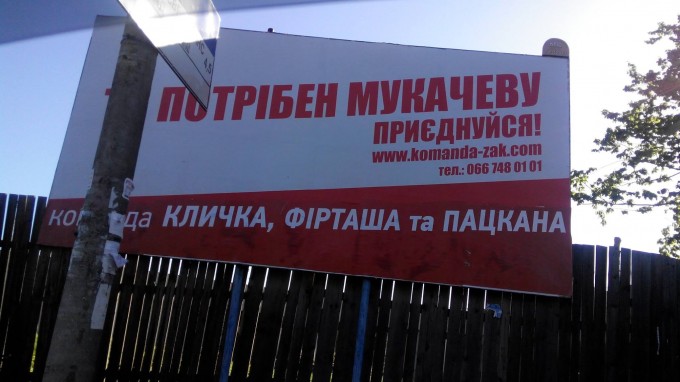 ПОТРІБЕН МУКАЧЕВУ
ПРИЄДНУЙСЯ!
www.komanda-zak.com
тел.: 066 748 01 01
КЛИЧКА, ФІРТАША та ПАЦКАНА